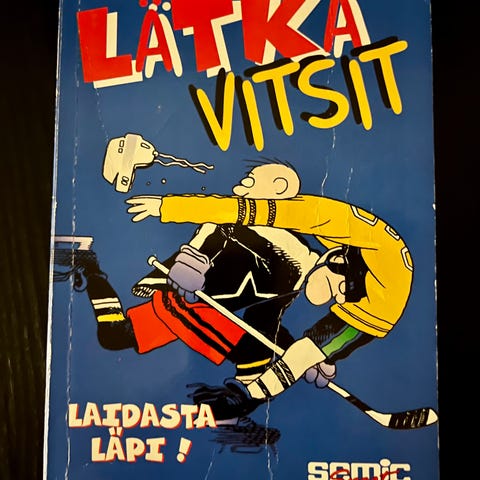 LÄTKÄ
VITSIT
LAIDASTA
LÄPI !
SEMIC